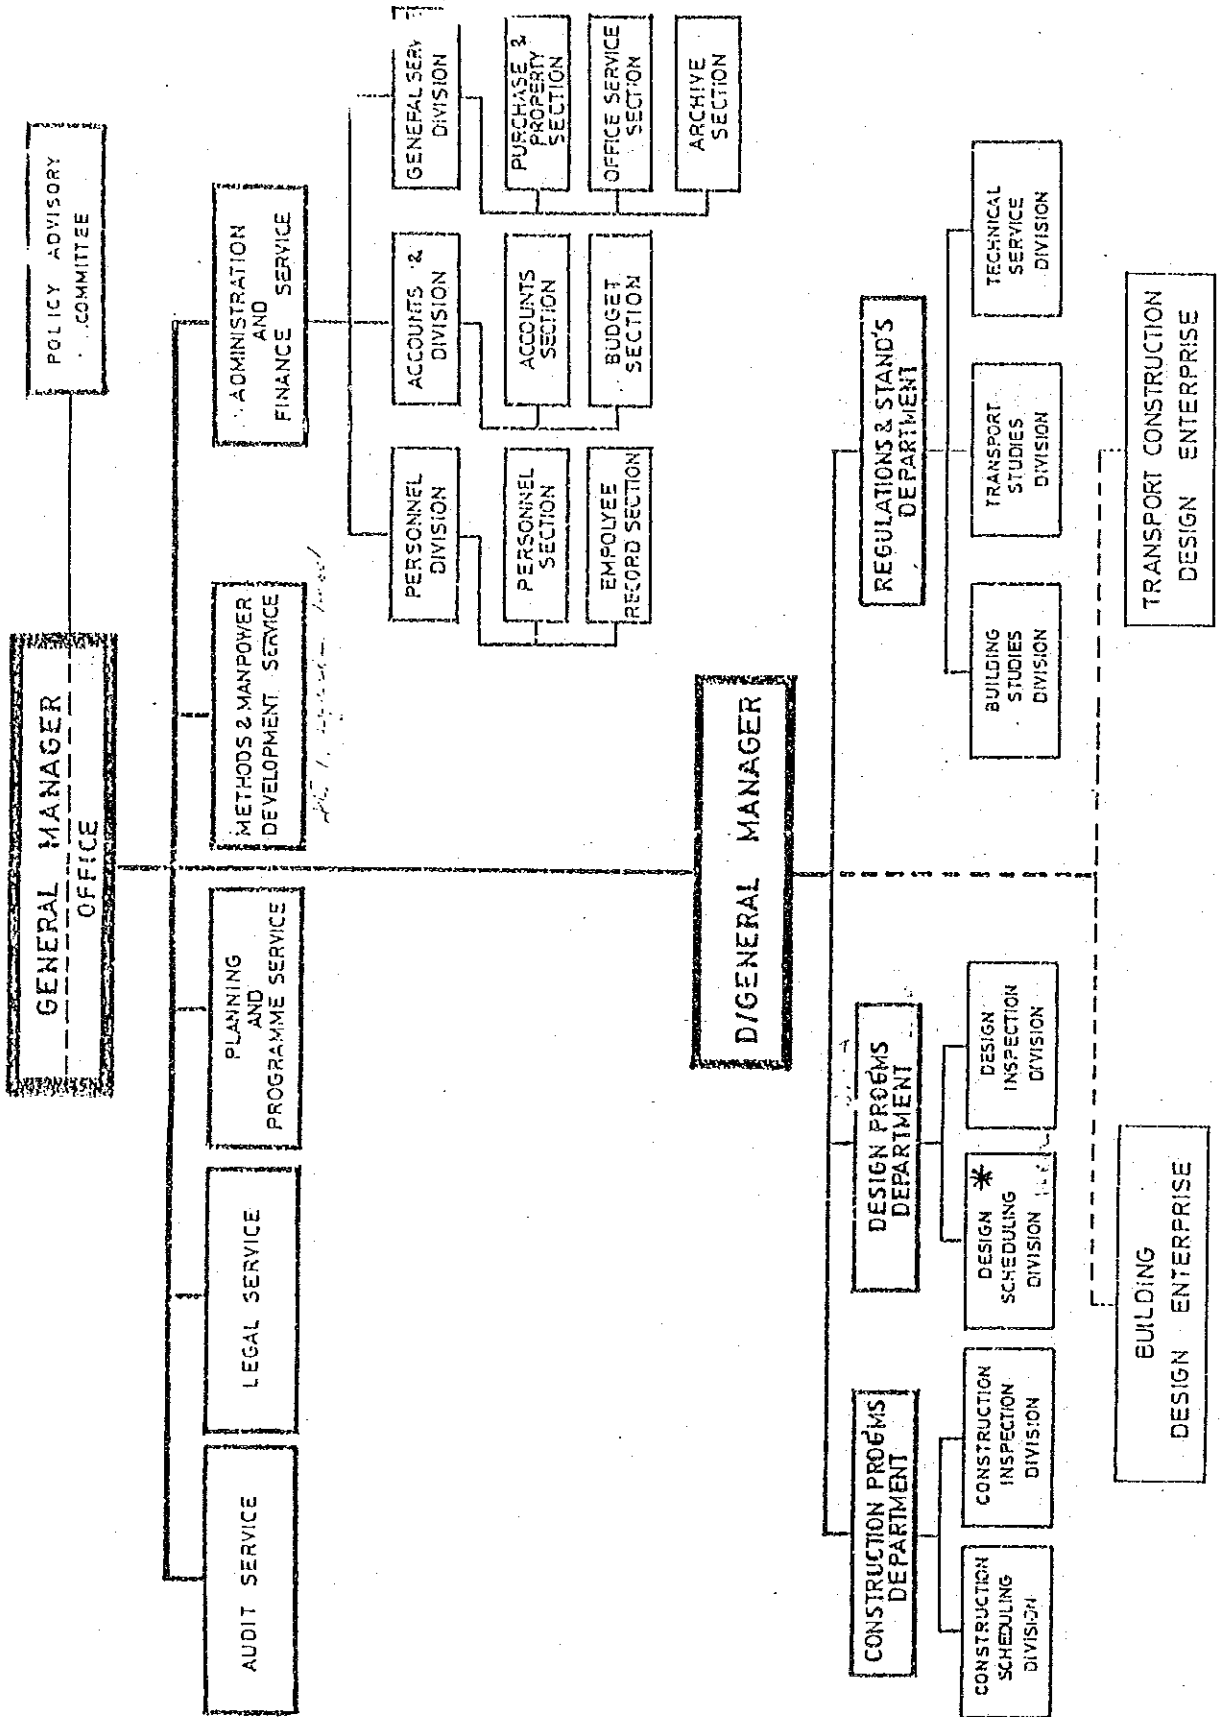 GENERAL MANAGER
OFFICE
POLICY ADVISORY
COMMITTEE
AUDIT SERVICE
LEGAL SERVICE
PLANNING
AND
PROGRAMME SERVICE
METHODS & MANPOWER
DEVELOPMENT SERVICE
ADMINISTRATION
AND
FINANCE SERVICE
PERSONNEL
DIVISION
PERSONNEL
SECTION
EMPOLYEE
RECORD SECTION
ACCOUNTS &
DIVISION
ACCOUNTS
SECTION
BUDGET
SECTION
GENERAL
DIVISION
PURCHASE &
PROPERTY
SECTION
OFFICE SERVICE
SECTION
ARCHIVE
SECTION
D/GENERAL MANAGER
CONSTRUCTION PROGMS
DEPARTMENT
CONSTRUCTION
SCHEDULING
DIVISION
CONSTRUCTION
INSPECTION
DIVISION
DESIGN PROGMS
DEPARTMENT
DESIGN *
SCHEDULING
DIVISION
DESIGN
INSPECTION
DIVISION
REGULATIONS & STAND'S
DEPARTMENT
BUILDING
STUDIES
DIVISION
TRANSPORT
STUDIES
DIVISION
TECHNICAL
SERVICE
DIVISION
BUILDING
DESIGN ENTERPRISE
TRANSPORT CONSTRUCTION
DESIGN ENTERPRISE